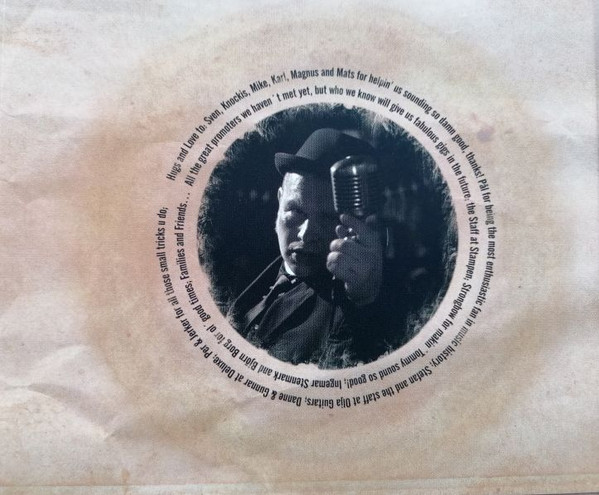 Hugs and Love to: Sven, Knockis, Mike, Karl, Magnus and Mats for helpin´ us sounding so damn good, thanks! Pål for being the most enthusiastic fan in music history, Stefan and the staff at Olja Guitars; Danne & Gunnar at Deluxe, Per & Jerker for all those small tricks u do;
All the great promoters we haven´t met yet, but who we know will give us fabulous gigs in the future; the Staff at Stampen; Strongbow for makin´ Tommy sound so good!, Ingemar Stenmark and Björn Borg for ol´ good times; Families and Friends...